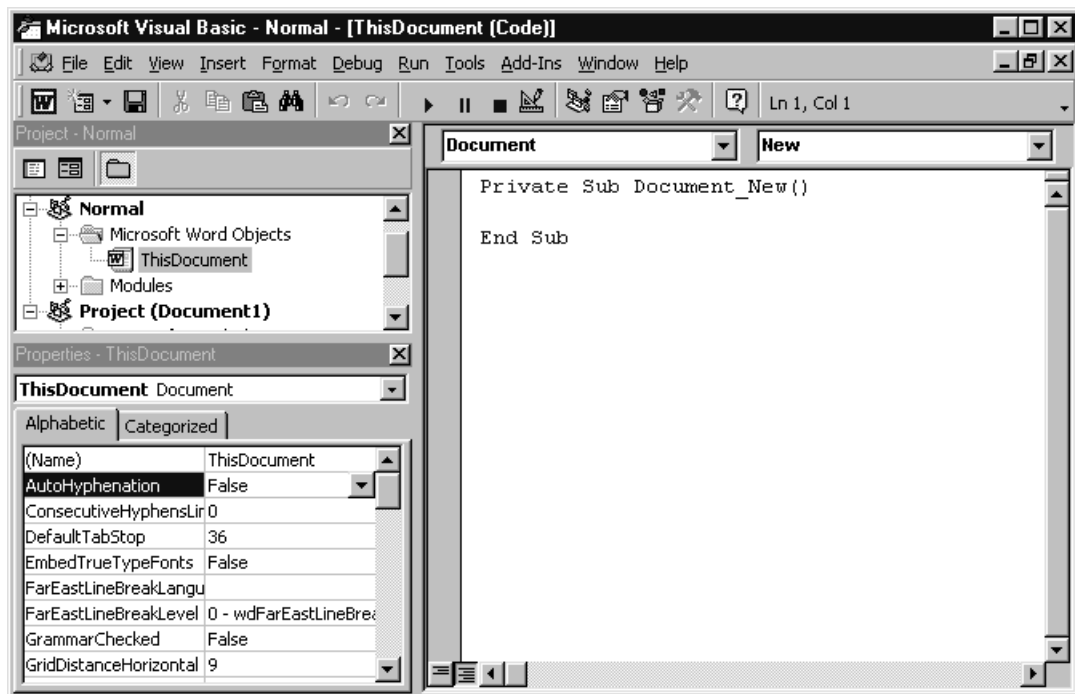 Microsoft Visual Basic - Normal - [ThisDocument (Code)]
File Edit View Insert Format Debug Run Tools Add-Ins Window Help
Ln 1, Col 1
Project - Normal
Normal
Microsoft Word Objects
ThisDocument
Modules
Project (Document1)
Properties - ThisDocument
ThisDocument Document
Alphabetic Categorized
(Name) ThisDocument
AutoHyphenation False
ConsecutiveHyphensLir 0
DefaultTabStop 36
EmbedTrueTypeFonts False
FarEastLineBreakLangu
FarEastLineBreakLevel 0 - wdFarEastLineBrea
GrammarChecked False
GridDistanceHorizontal 9
Document New
Private Sub Document_New()
End Sub